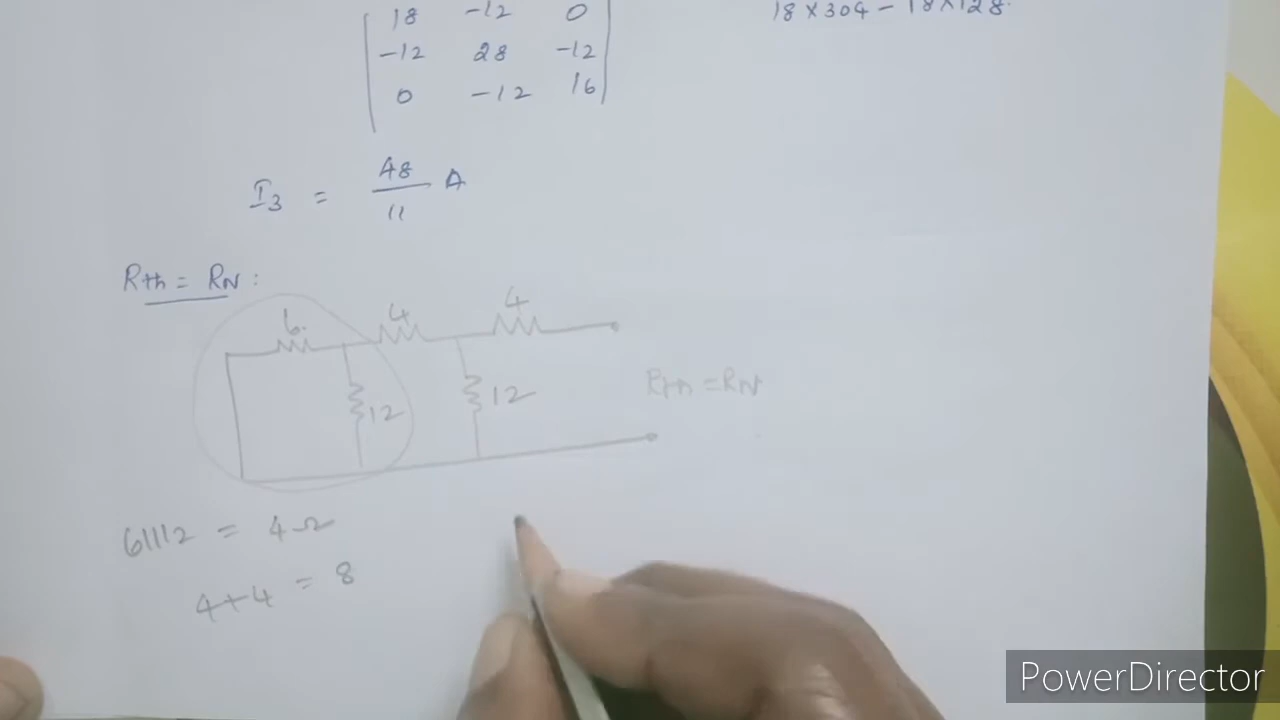 18 -12 0
-12 28 -12
0 -12 16
18 × 304 - 18 × 128.
I3 = 48/11 A
Rth = RN :
6. 4 4
12 12
Rth = RN
6||12 = 4Ω
4+4 = 8
PowerDirector